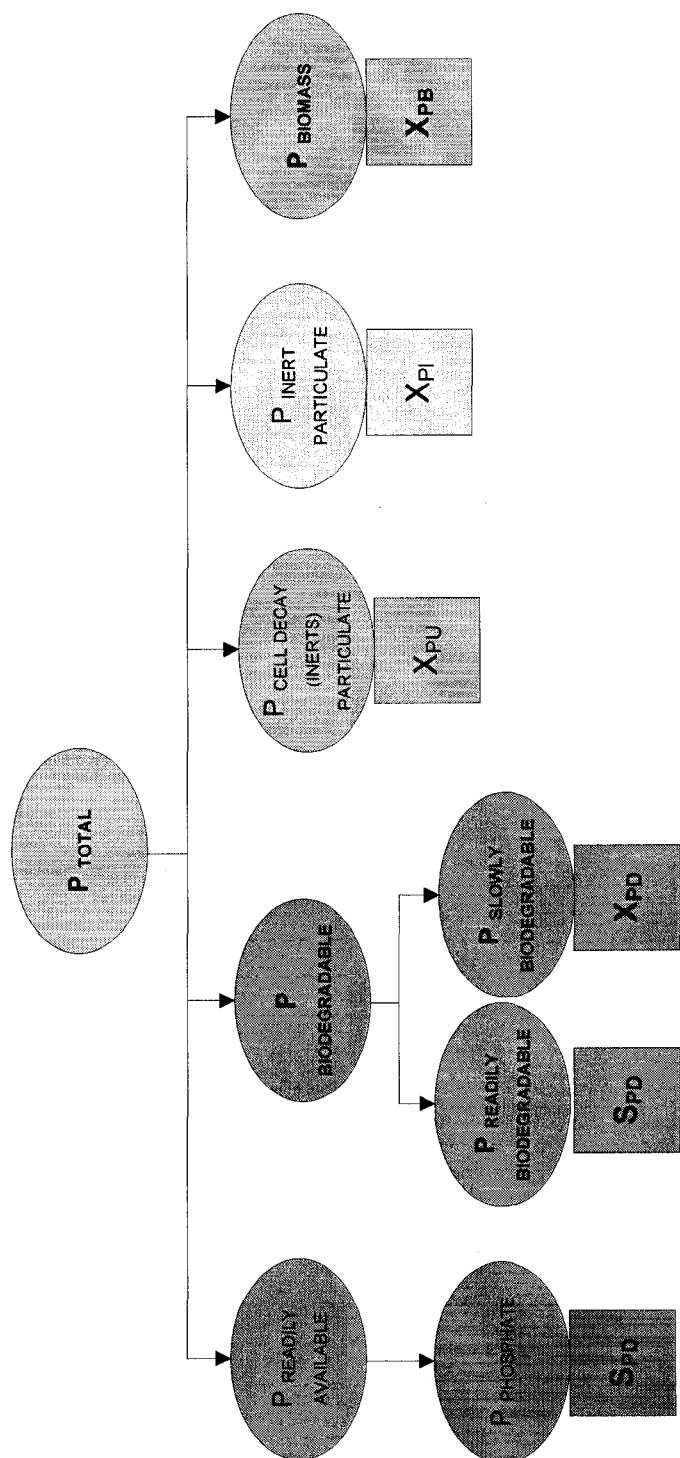 P TOTAL
P READILY
AVAILABLE
P
BIODEGRADABLE
P CELL DECAY
(INERTS)
PARTICULATE
P INERT
PARTICULATE
P BIOMASS
XPU
XPI
XPB
P PHOSPHATE
P READILY
BIODEGRADABLE
P SLOWLY
BIODEGRADABLE
SPO
SPD
XPD